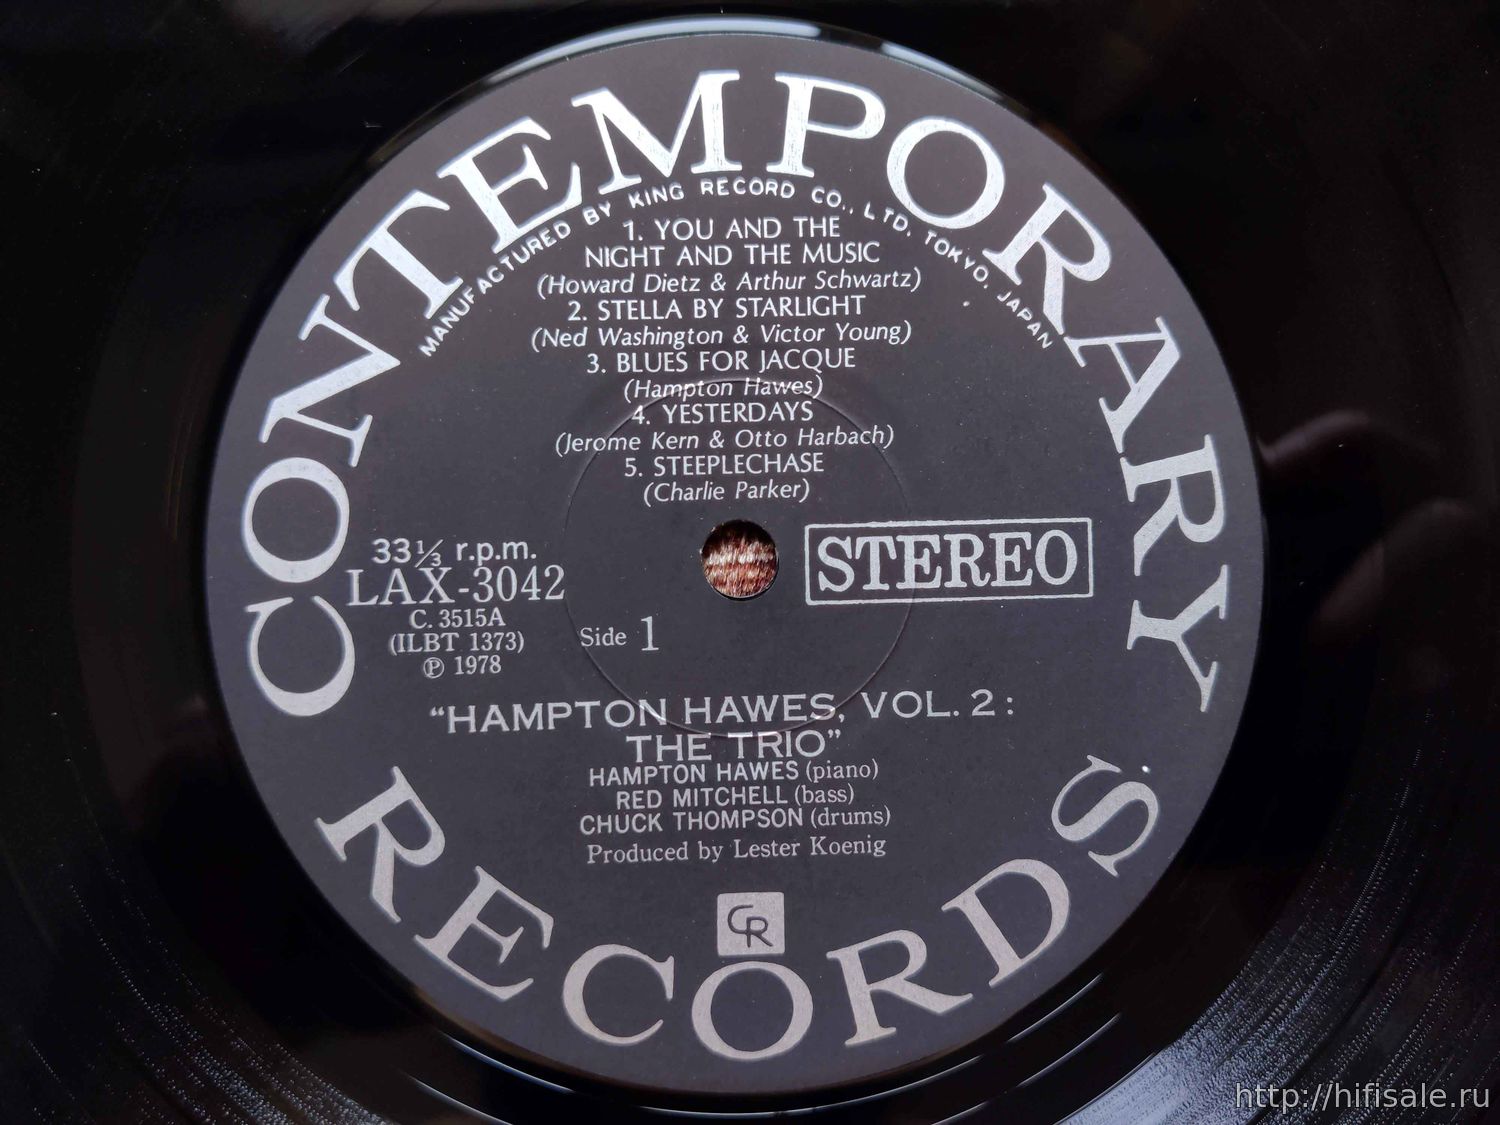 CONTEMPORARY
MANUFACTURED BY KING RECORD CO., LTD. TOKYO, JAPAN
1. YOU AND THE
NIGHT AND THE MUSIC
(Howard Dietz & Arthur Schwartz)
2. STELLA BY STARLIGHT
(Ned Washington & Victor Young)
3. BLUES FOR JACQUE
(Hampton Hawes)
4. YESTERDAYS
(Jerome Kern & Otto Harbach)
5. STEEPLECHASE
(Charlie Parker)
33⅓ r.p.m.
LAX-3042
C. 3515A
(ILBT 1373)
℗ 1978
Side 1
STEREO
“HAMPTON HAWES, VOL. 2:
THE TRIO”
HAMPTON HAWES (piano)
RED MITCHELL (bass)
CHUCK THOMPSON (drums)
Produced by Lester Koenig
CR
RECORDS
http://hifisale.ru